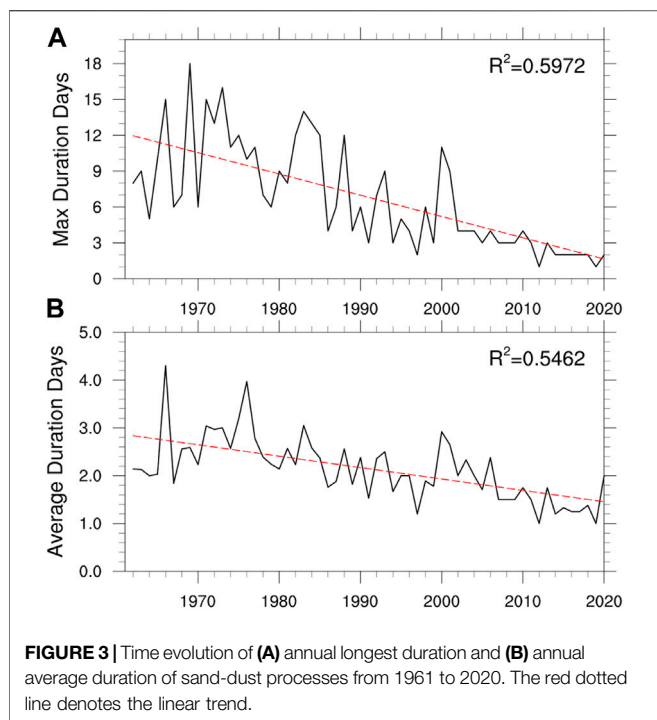 A
R²=0.5972
Max Duration Days
18
15
12
9
6
3
0
1970 1980 1990 2000 2010 2020
B
R²=0.5462
Average Duration Days
5.0
4.0
3.0
2.0
1.0
0.0
1970 1980 1990 2000 2010 2020
FIGURE 3 | Time evolution of (A) annual longest duration and (B) annual
average duration of sand-dust processes from 1961 to 2020. The red dotted
line denotes the linear trend.